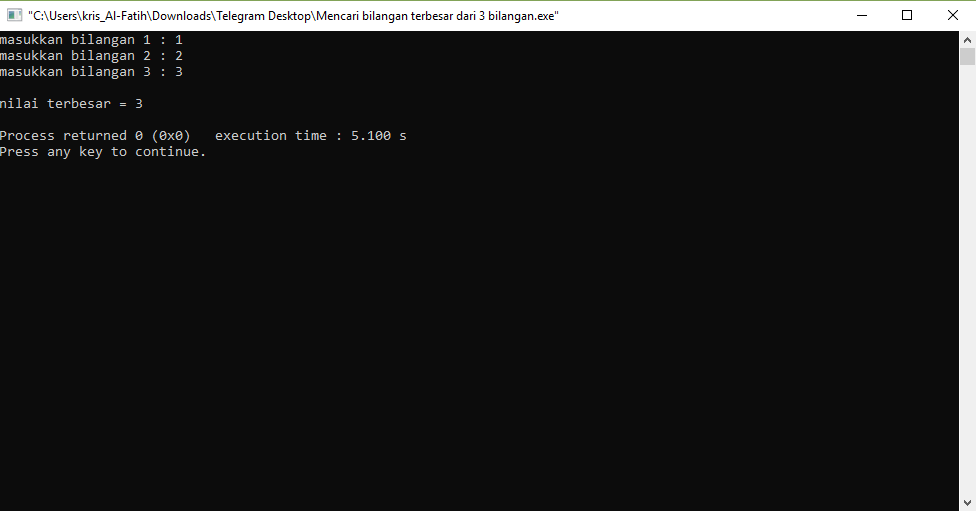 "C:\Users\kris_Al-Fatih\Downloads\Telegram Desktop\Mencari bilangan terbesar dari 3 bilangan.exe"
masukkan bilangan 1 : 1
masukkan bilangan 2 : 2
masukkan bilangan 3 : 3
nilai terbesar = 3
Process returned 0 (0x0)   execution time : 5.100 s
Press any key to continue.